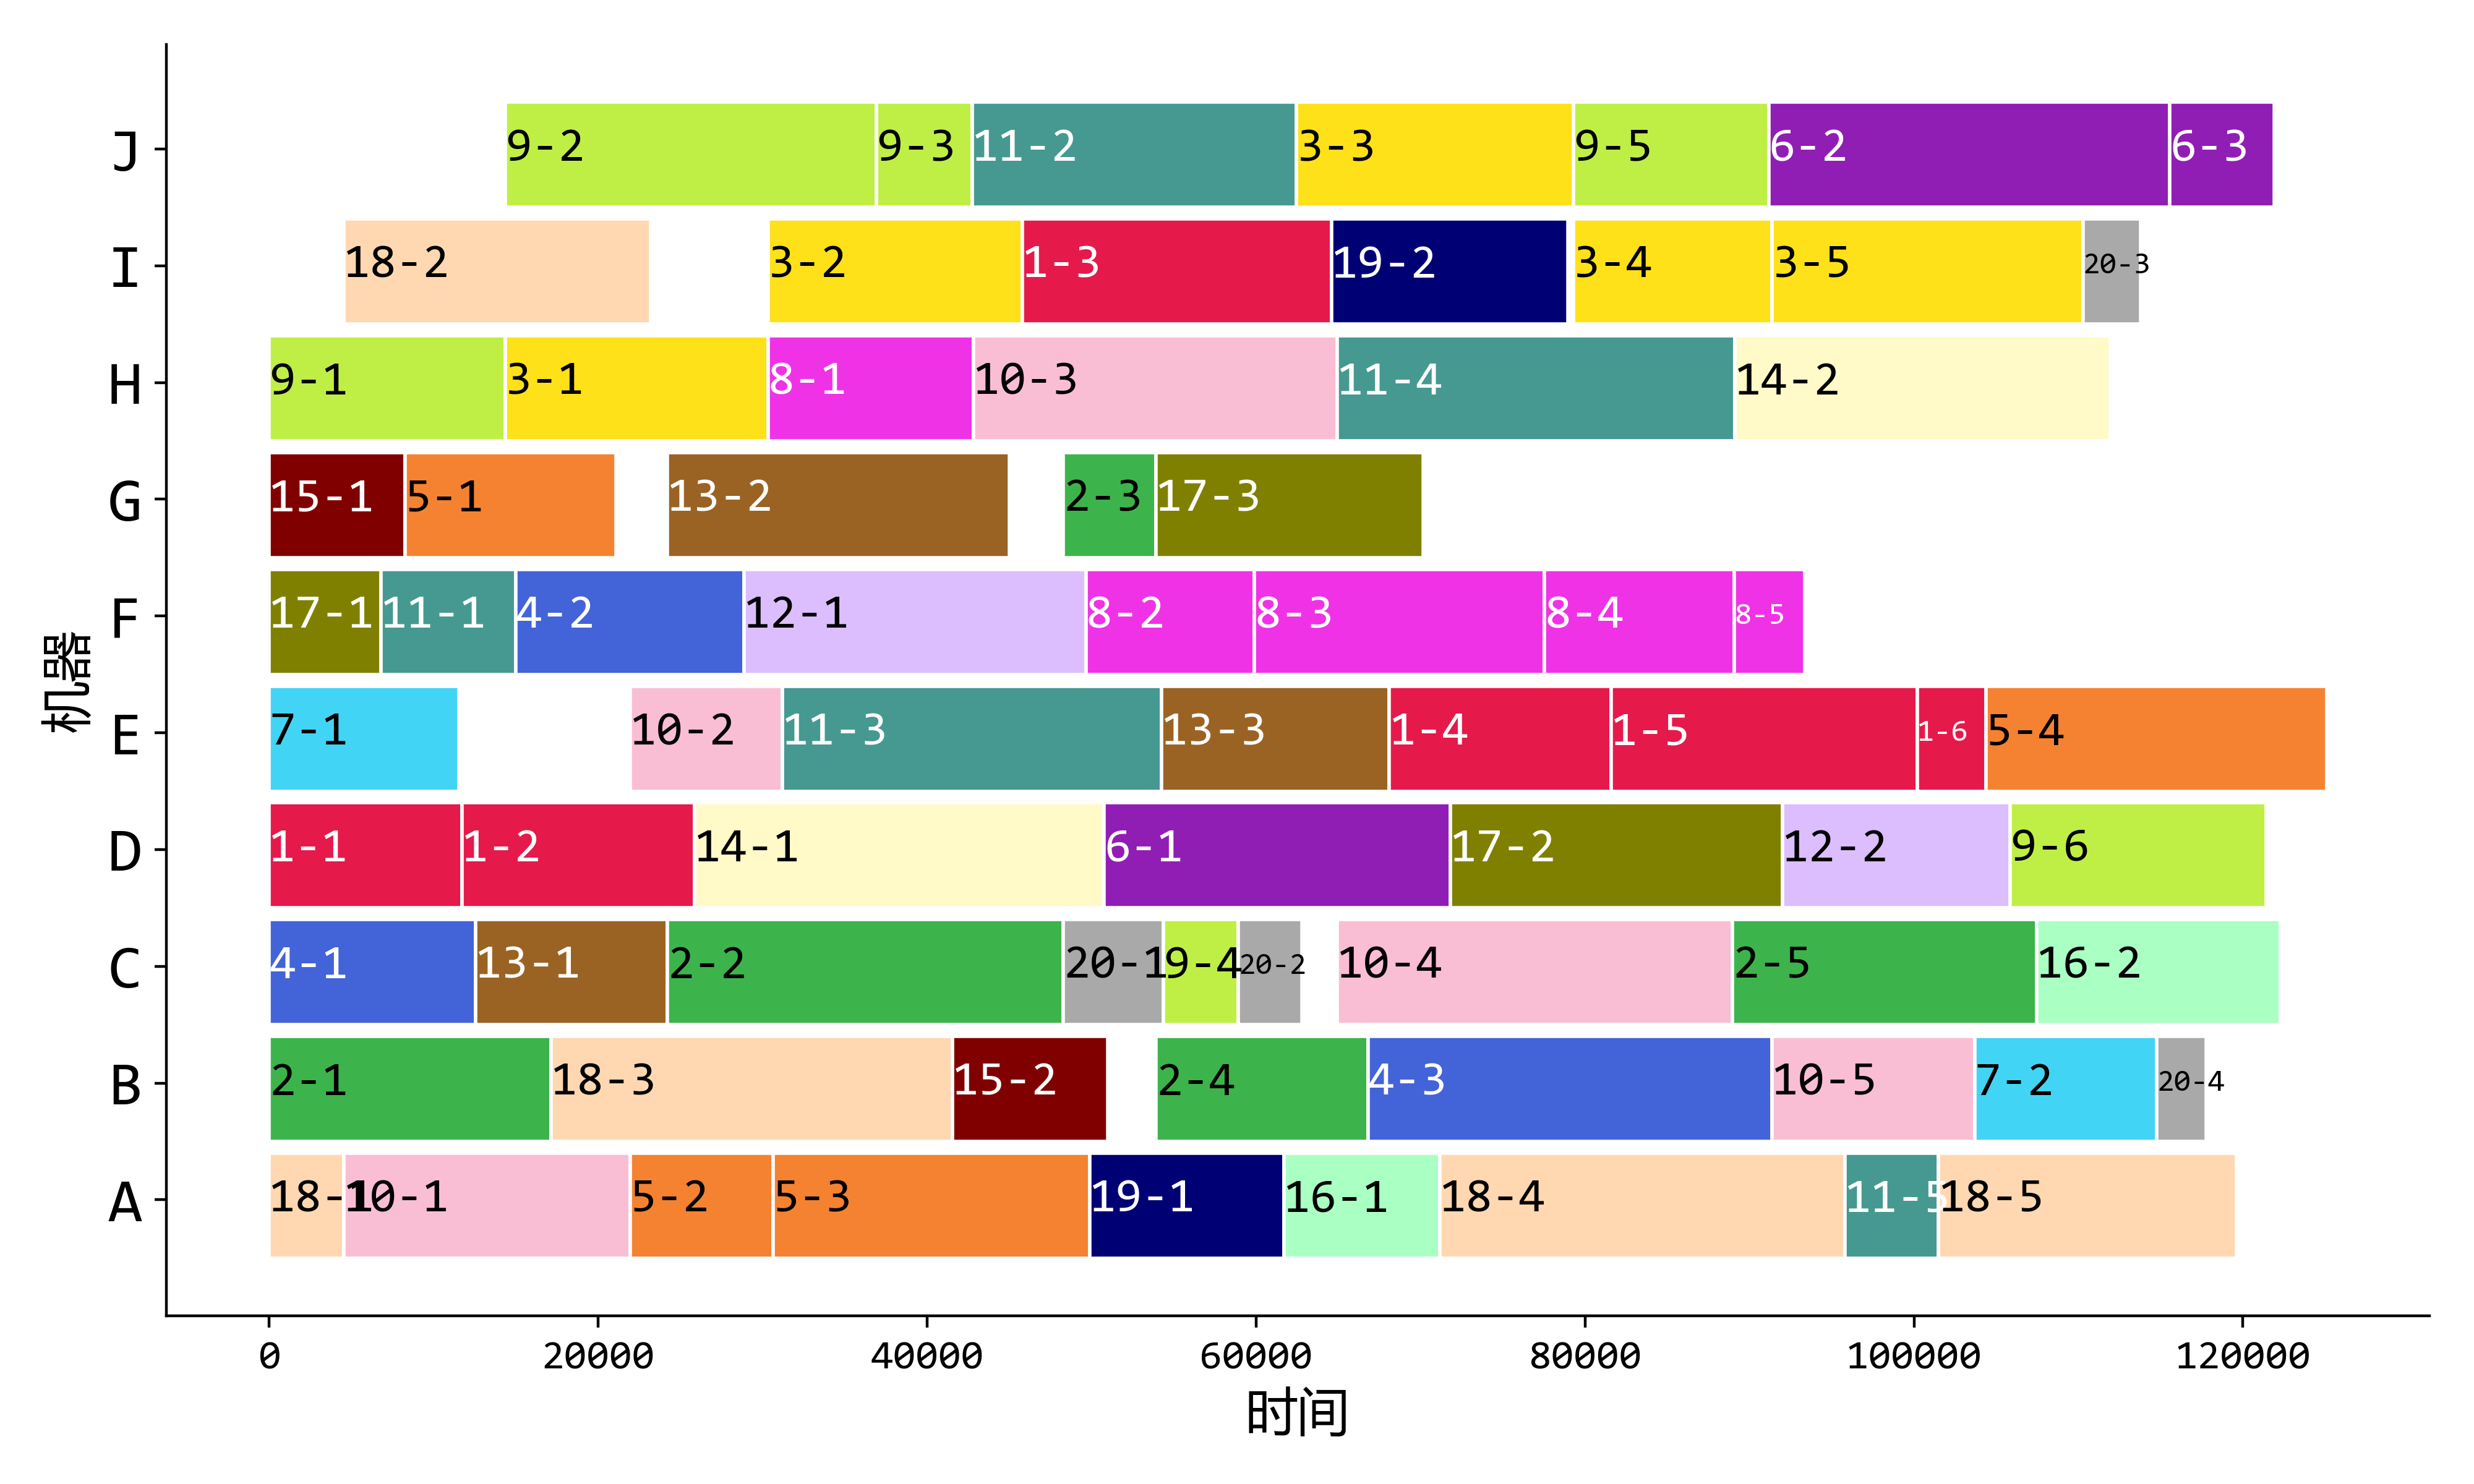 J 9-2 9-3 11-2 3-3 9-5 6-2 6-3
I 18-2 3-2 1-3 19-2 3-4 3-5 20-3
H 9-1 3-1 8-1 10-3 11-4 14-2
G 15-1 5-1 13-2 2-3 17-3
F 17-1 11-1 4-2 12-1 8-2 8-3 8-4 8-5
E 7-1 10-2 11-3 13-3 1-4 1-5 1-6 5-4
D 1-1 1-2 14-1 6-1 17-2 12-2 9-6
C 4-1 13-1 2-2 20-1 9-4 20-2 10-4 2-5 16-2
B 2-1 18-3 15-2 2-4 4-3 10-5 7-2 20-4
A 18-1 10-1 5-2 5-3 19-1 16-1 18-4 11-5 18-5
机器
0 20000 40000 60000 80000 100000 120000
时间